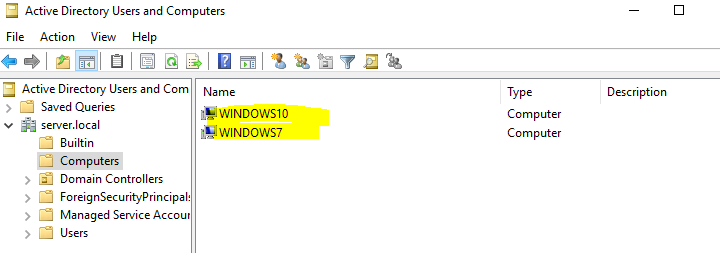 Active Directory Users and Computers
File Action View Help
Active Directory Users and Com
Saved Queries
server.local
Builtin
Computers
Domain Controllers
ForeignSecurityPrincipals
Managed Service Accour
Users
Name Type Description
WINDOWS10 Computer
WINDOWS7 Computer